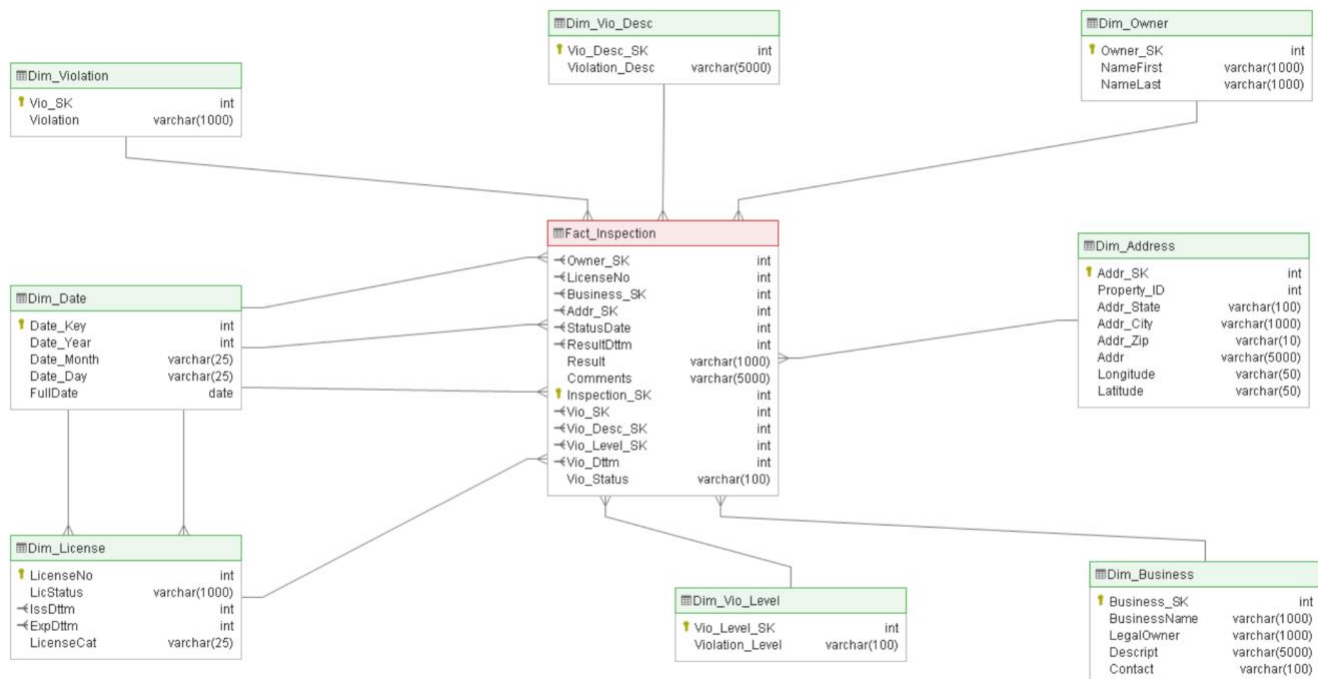 Dim_Vio_Desc
Vio_Desc_SK int
Violation_Desc varchar(5000)
Dim_Owner
Owner_SK int
NameFirst varchar(1000)
NameLast varchar(1000)
Dim_Violation
Vio_SK int
Violation varchar(1000)
Fact_Inspection
Owner_SK int
LicenseNo int
Business_SK int
Addr_SK int
StatusDate int
ResultDttm int
Result varchar(1000)
Comments varchar(5000)
Inspection_SK int
Vio_SK int
Vio_Desc_SK int
Vio_Level_SK int
Vio_Dttm int
Vio_Status varchar(100)
Dim_Address
Addr_SK int
Property_ID int
Addr_State varchar(100)
Addr_City varchar(1000)
Addr_Zip varchar(10)
Addr varchar(5000)
Longitude varchar(50)
Latitude varchar(50)
Dim_Date
Date_Key int
Date_Year int
Date_Month varchar(25)
Date_Day varchar(25)
FullDate date
Dim_License
LicenseNo int
LicStatus varchar(1000)
IssDttm int
ExpDttm int
LicenseCat varchar(25)
Dim_Vio_Level
Vio_Level_SK int
Violation_Level varchar(100)
Dim_Business
Business_SK int
BusinessName varchar(1000)
LegalOwner varchar(1000)
Descript varchar(5000)
Contact varchar(100)